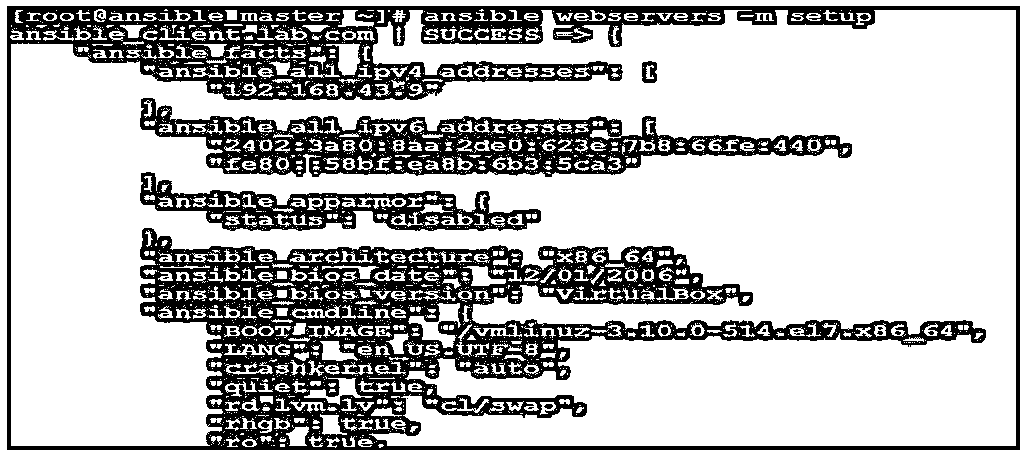 [root@ansible_master ~]# ansible webservers -m setup
ansible_client.lab.com | SUCCESS => {
"ansible_facts": {
"ansible_all_ipv4_addresses": [
"192.168.43.9"
],
"ansible_all_ipv6_addresses": [
"2402:3a80:8aa:2de0:623e:7b8:66fe:440",
"fe80::58bf:ea8b:6b3:5ca3"
],
"ansible_apparmor": {
"status": "disabled"
},
"ansible_architecture": "x86_64",
"ansible_bios_date": "12/01/2006",
"ansible_bios_version": "VirtualBox",
"ansible_cmdline": {
"BOOT_IMAGE": "/vmlinuz-3.10.0-514.el7.x86_64",
"LANG": "en_US.UTF-8",
"crashkernel": "auto",
"quiet": true,
"rd.lvm.lv": "cl/swap",
"rhgb": true,
"ro": true,